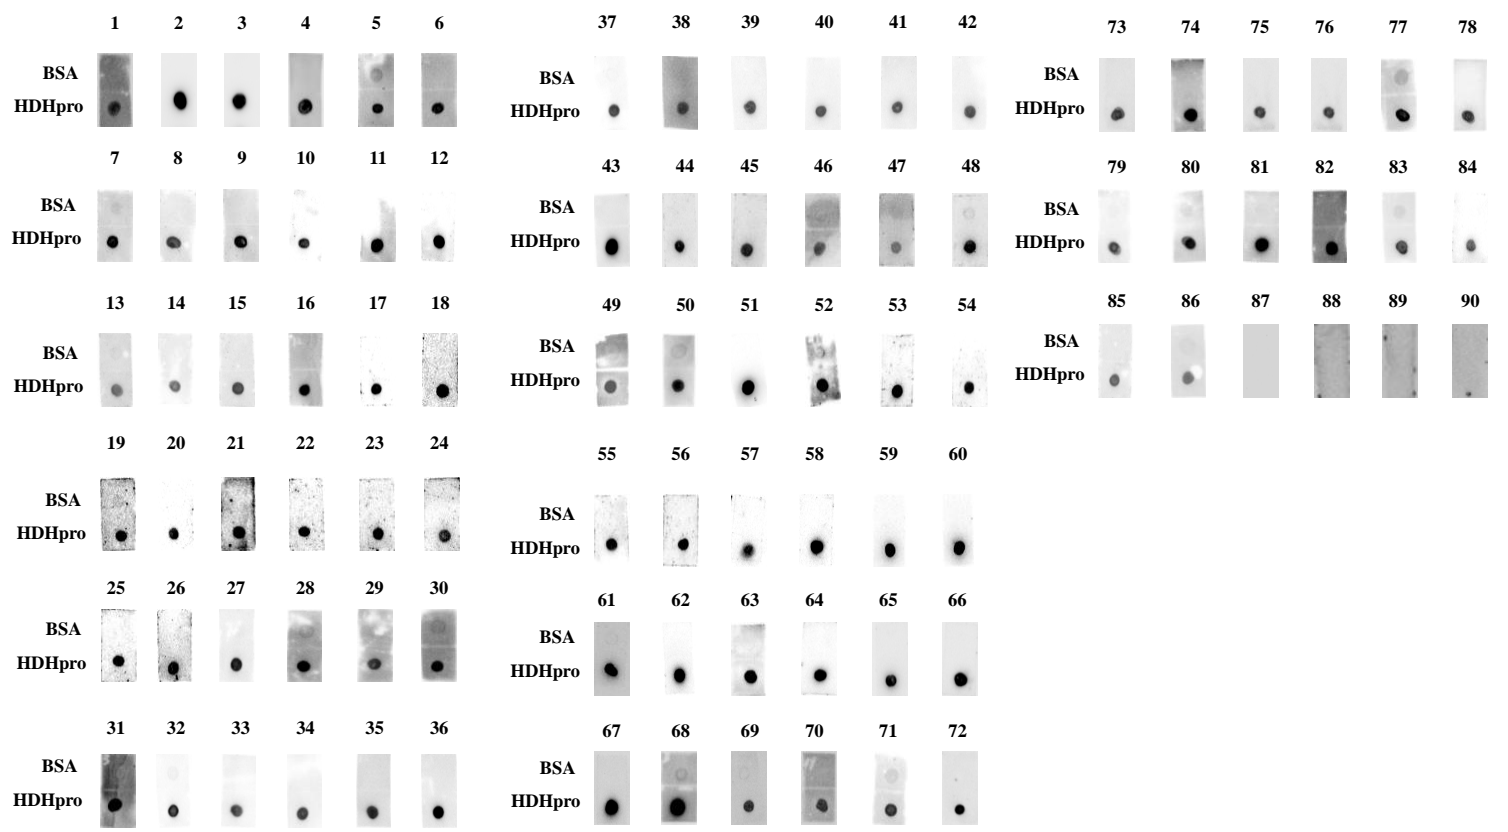 1 2 3 4 5 6
BSA
HDHpro
7 8 9 10 11 12
BSA
HDHpro
13 14 15 16 17 18
BSA
HDHpro
19 20 21 22 23 24
BSA
HDHpro
25 26 27 28 29 30
BSA
HDHpro
31 32 33 34 35 36
BSA
HDHpro
37 38 39 40 41 42
BSA
HDHpro
43 44 45 46 47 48
BSA
HDHpro
49 50 51 52 53 54
BSA
HDHpro
55 56 57 58 59 60
BSA
HDHpro
61 62 63 64 65 66
BSA
HDHpro
67 68 69 70 71 72
BSA
HDHpro
73 74 75 76 77 78
BSA
HDHpro
79 80 81 82 83 84
BSA
HDHpro
85 86 87 88 89 90
BSA
HDHpro